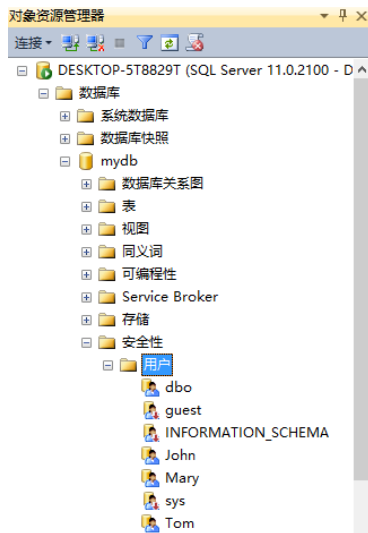 对象资源管理器
连接
DESKTOP-5T8829T (SQL Server 11.0.2100 - D
数据库
系统数据库
数据库快照
mydb
数据库关系图
表
视图
同义词
可编程性
Service Broker
存储
安全性
用户
dbo
guest
INFORMATION_SCHEMA
John
Mary
sys
Tom